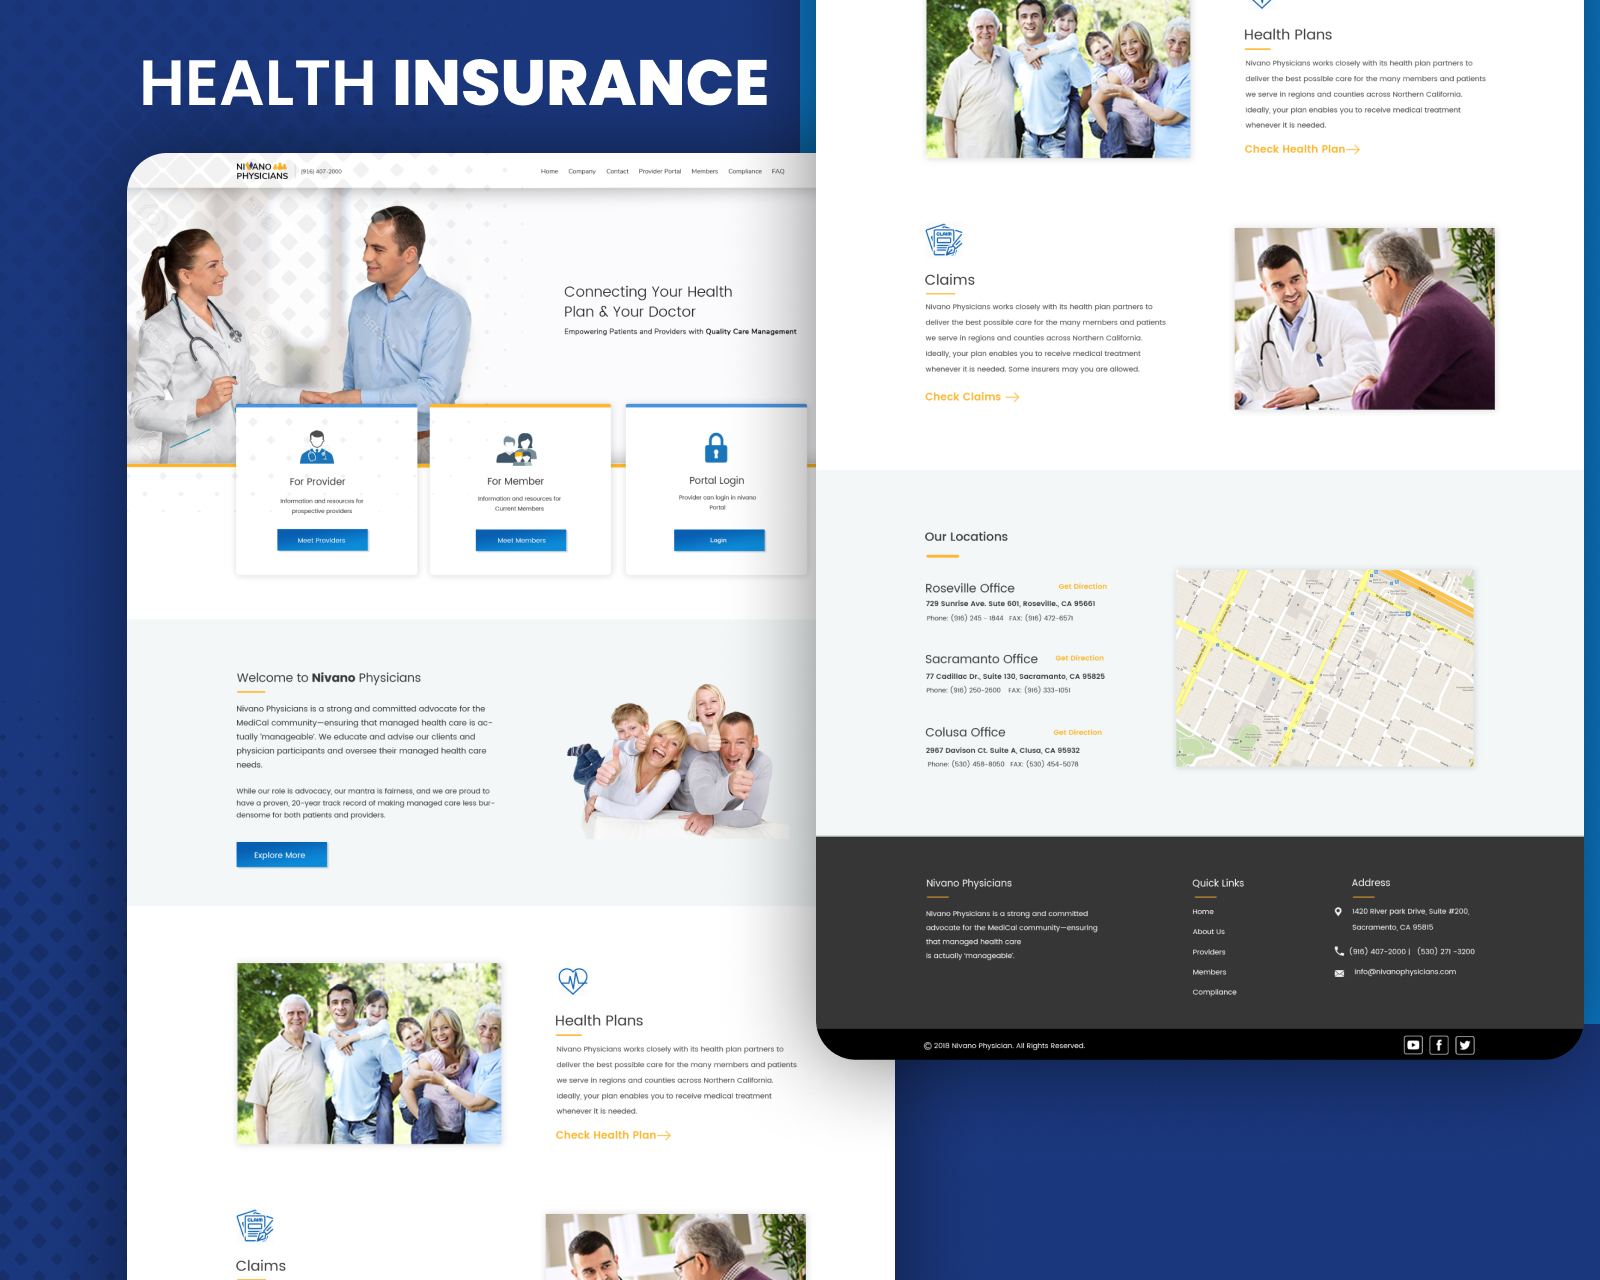 HEALTH INSURANCE
NIVANO
PHYSICIANS
(916) 407-2000
Home Company Contact Provider Portal Members Compliance FAQ
Connecting Your Health
Plan & Your Doctor
Empowering Patients and Providers with Quality Care Management
For Provider
Information and resources for
prospective providers
Meet Providers
For Member
Information and resources for
Current Members
Meet Members
Portal Login
Provider can login in nivano
Portal
Login
Welcome to Nivano Physicians
Nivano Physicians is a strong and committed advocate for the
MediCal community—ensuring that managed health care is ac-
tually 'manageable'. We educate and advise our clients and
physician participants and oversee their managed health care
needs.
While our role is advocacy, our mantra is fairness, and we are proud to
have a proven, 20-year track record of making managed care less bur-
densome for both patients and providers.
Explore More
Health Plans
Nivano Physicians works closely with its health plan partners to
deliver the best possible care for the many members and patients
we serve in regions and counties across Northern California.
Ideally, your plan enables you to receive medical treatment
whenever it is needed.
Check Health Plan
CLAIM
Claims
Health Plans
Nivano Physicians works closely with its health plan partners to
deliver the best possible care for the many members and patients
we serve in regions and counties across Northern California.
Ideally, your plan enables you to receive medical treatment
whenever it is needed.
Check Health Plan
CLAIM
Claims
Nivano Physicians works closely with its health plan partners to
deliver the best possible care for the many members and patients
we serve in regions and counties across Northern California.
Ideally, your plan enables you to receive medical treatment
whenever it is needed. Some insurers may you are allowed.
Check Claims
Our Locations
Roseville Office Get Direction
729 Sunrise Ave. Sute 601, Roseville., CA 95661
Phone: (916) 245 - 1844 FAX: (916) 472-6571
Sacramanto Office Get Direction
77 Cadillac Dr., Suite 130, Sacramanto, CA 95825
Phone: (916) 250-2600 FAX: (916) 333-1051
Colusa Office Get Direction
2967 Davison Ct. Suite A, Clusa, CA 95932
Phone: (530) 458-8050 FAX: (530) 454-5078
Nivano Physicians
Nivano Physicians is a strong and committed
advocate for the MediCal community—ensuring
that managed health care
is actually 'manageable'.
Quick Links
Home
About Us
Providers
Members
Compliance
Address
1420 River park Drive, Suite #200,
Sacramento, CA 95815
(916) 407-2000 | (530) 271 -3200
info@nivanophysicians.com
© 2018 Nivano Physician. All Rights Reserved.